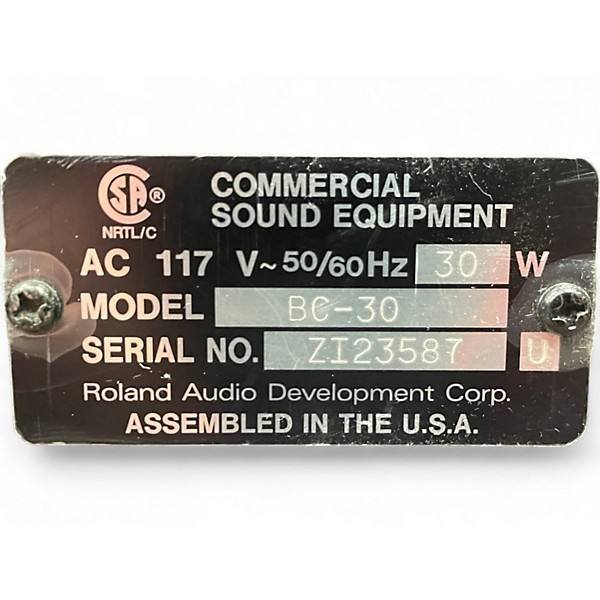 SA ®
NRTL/C
COMMERCIAL
SOUND EQUIPMENT
AC 117 V~50/60Hz 30 W
MODEL BC-30
SERIAL NO. ZI23587 U
Roland Audio Development Corp.
ASSEMBLED IN THE U.S.A.